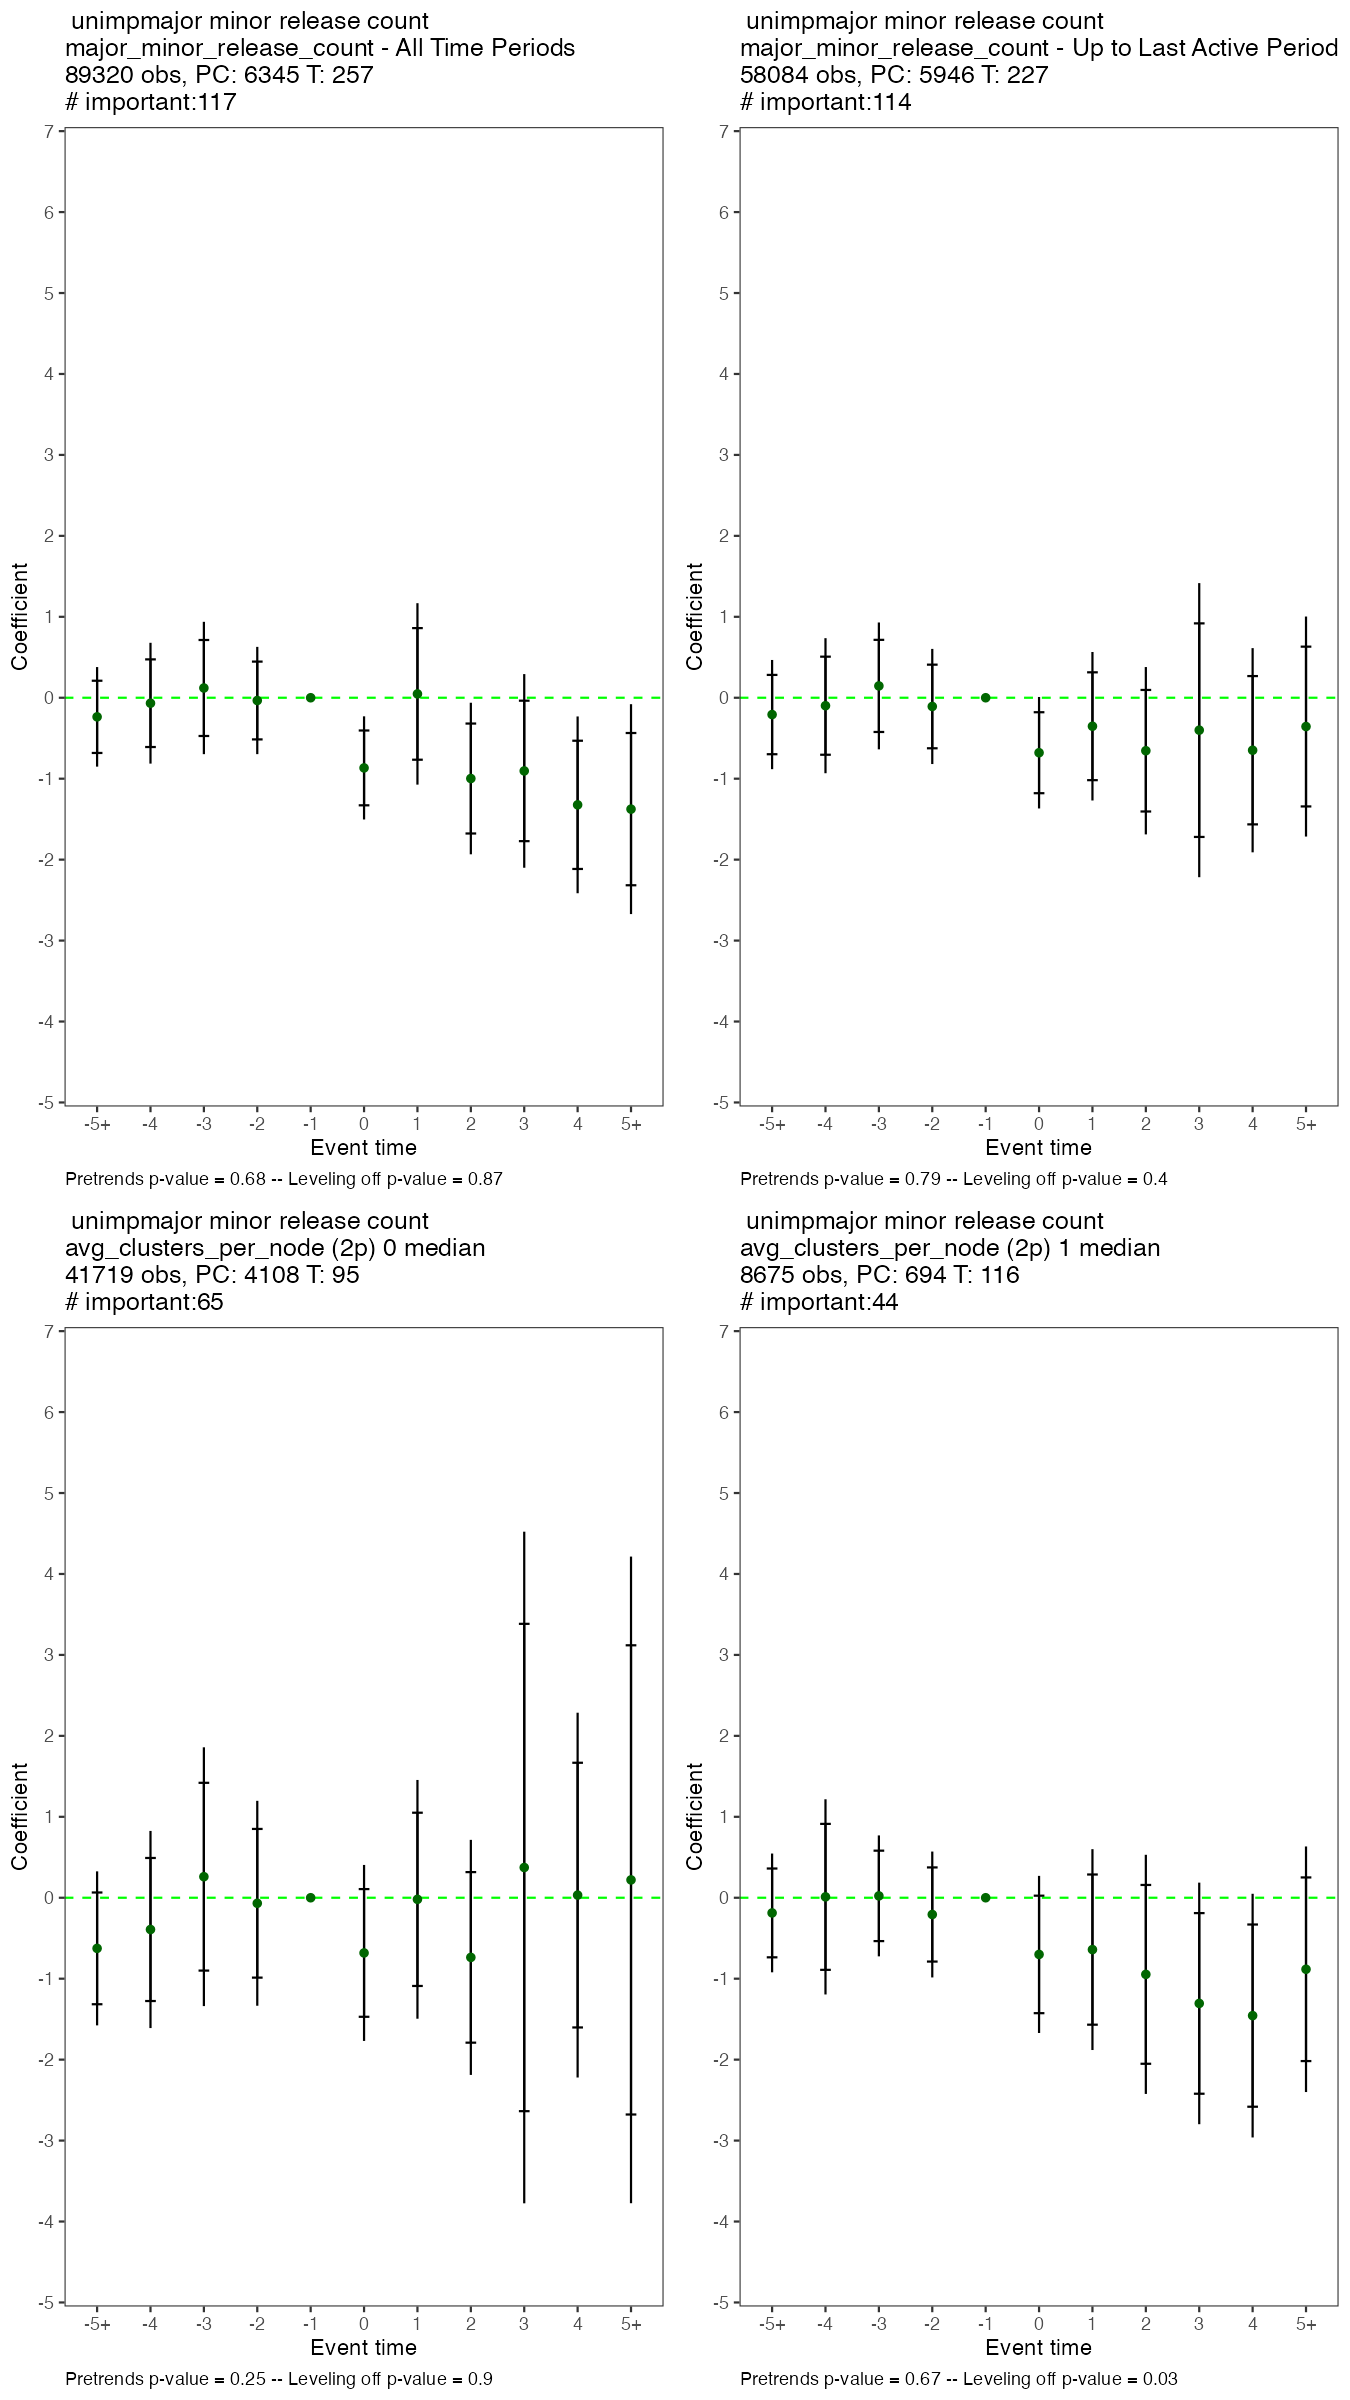 unimpmajor minor release count
major_minor_release_count - All Time Periods
89320 obs, PC: 6345 T: 257
# important:117
7
6
5
4
3
2
1
0
-1
-2
-3
-4
-5
Coefficient
-5+ -4 -3 -2 -1 0 1 2 3 4 5+
Event time
Pretrends p-value = 0.68 -- Leveling off p-value = 0.87
unimpmajor minor release count
major_minor_release_count - Up to Last Active Period
58084 obs, PC: 5946 T: 227
# important:114
7
6
5
4
3
2
1
0
-1
-2
-3
-4
-5
Coefficient
-5+ -4 -3 -2 -1 0 1 2 3 4 5+
Event time
Pretrends p-value = 0.79 -- Leveling off p-value = 0.4
unimpmajor minor release count
avg_clusters_per_node (2p) 0 median
41719 obs, PC: 4108 T: 95
# important:65
7
6
5
4
3
2
1
0
-1
-2
-3
-4
-5
Coefficient
-5+ -4 -3 -2 -1 0 1 2 3 4 5+
Event time
Pretrends p-value = 0.25 -- Leveling off p-value = 0.9
unimpmajor minor release count
avg_clusters_per_node (2p) 1 median
8675 obs, PC: 694 T: 116
# important:44
7
6
5
4
3
2
1
0
-1
-2
-3
-4
-5
Coefficient
-5+ -4 -3 -2 -1 0 1 2 3 4 5+
Event time
Pretrends p-value = 0.67 -- Leveling off p-value = 0.03